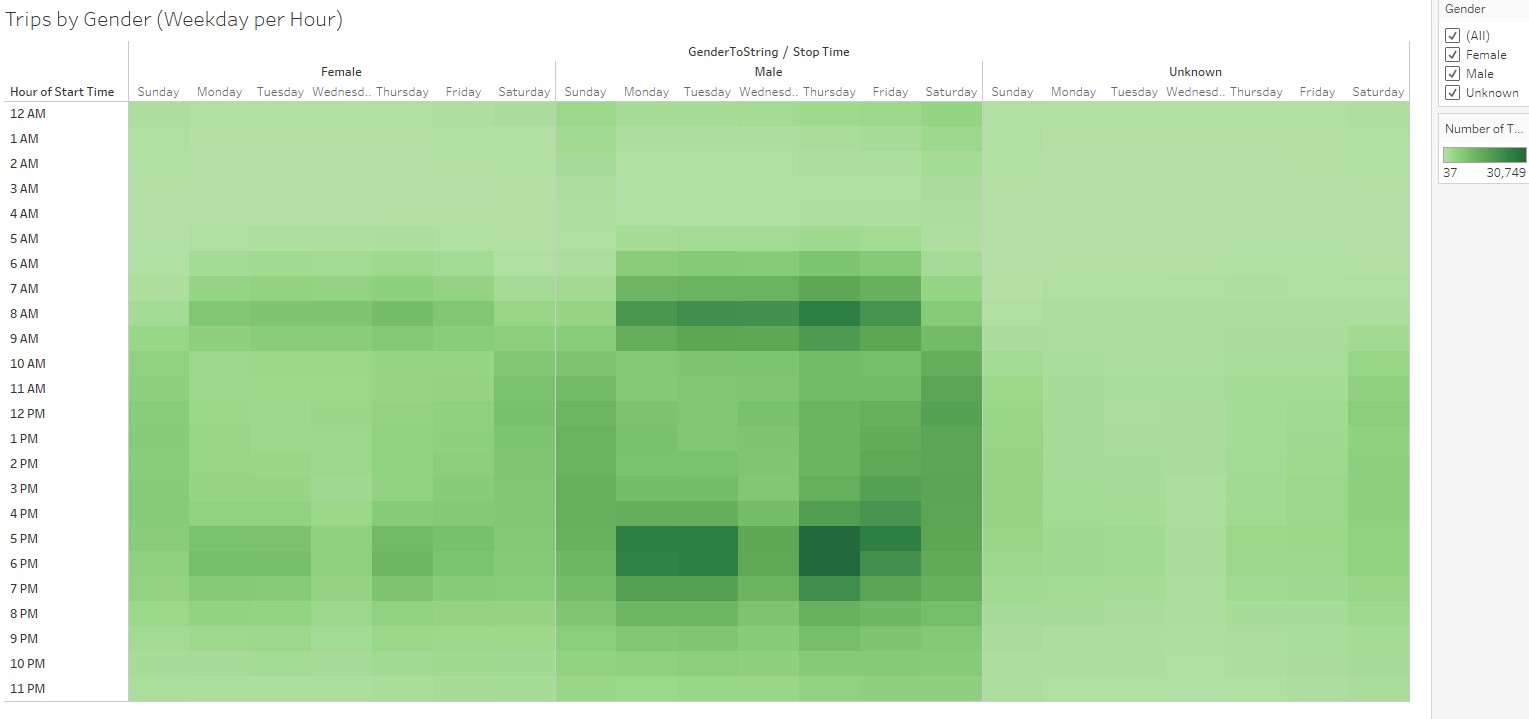 Trips by Gender (Weekday per Hour)
GenderToString / Stop Time
Female Male Unknown
Hour of Start Time Sunday Monday Tuesday Wednesd.. Thursday Friday Saturday Sunday Monday Tuesday Wednesd.. Thursday Friday Saturday Sunday Monday Tuesday Wednesd.. Thursday Friday Saturday
12 AM
1 AM
2 AM
3 AM
4 AM
5 AM
6 AM
7 AM
8 AM
9 AM
10 AM
11 AM
12 PM
1 PM
2 PM
3 PM
4 PM
5 PM
6 PM
7 PM
8 PM
9 PM
10 PM
11 PM
Gender
(All)
Female
Male
Unknown
Number of T...
37 30,749